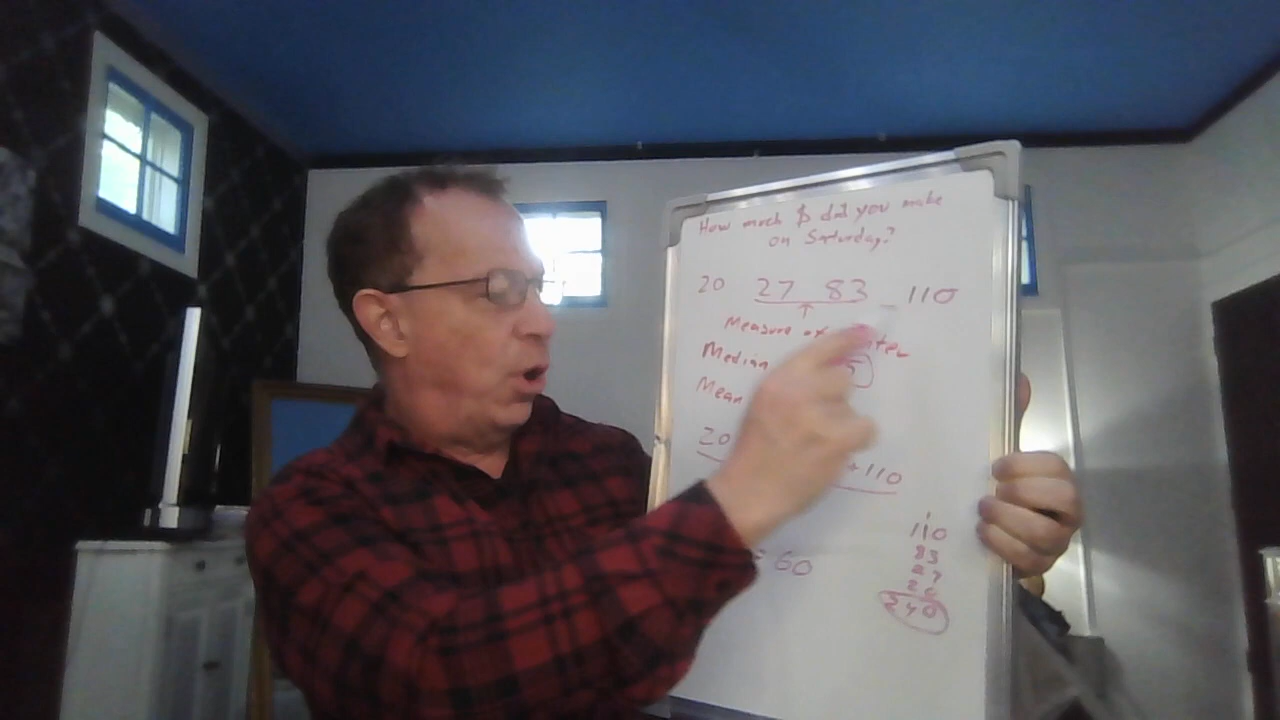 How much $ did you make
on Saturday?
20 27 83 110
↑
Measure
Median 5
Mean
20 +110
= 60
110
83
27
20
240